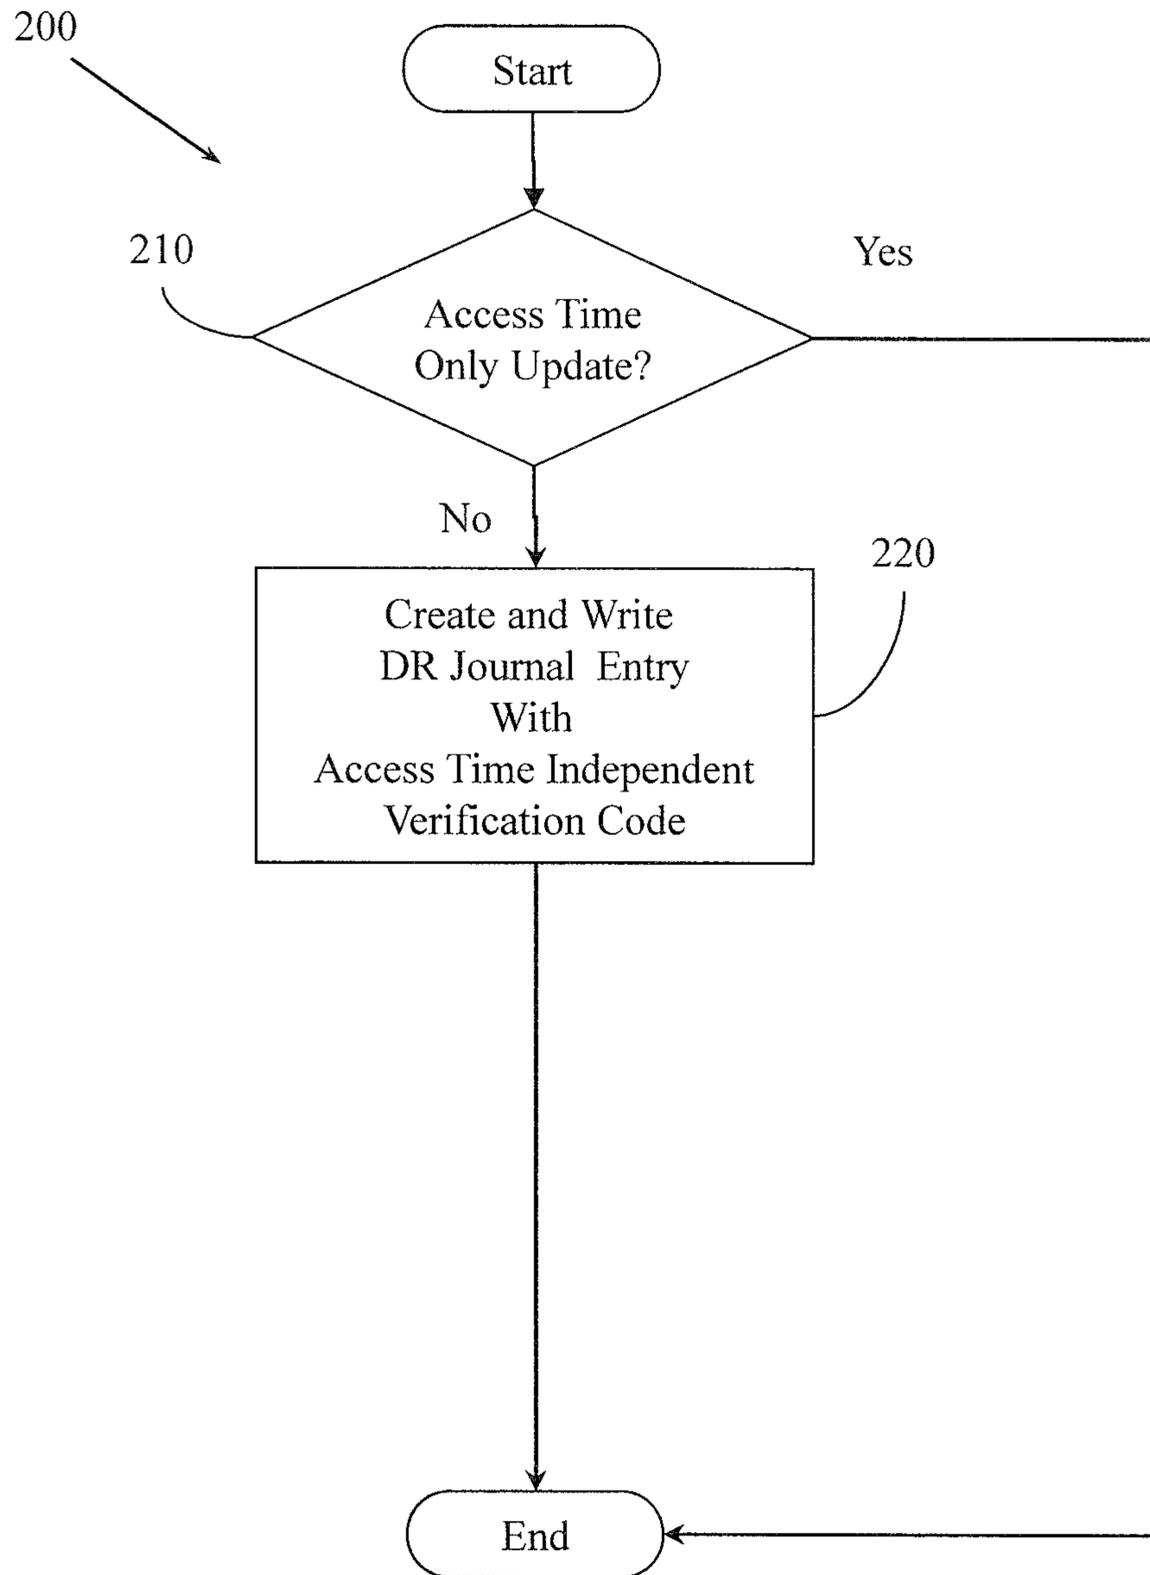 200
Start
210
Yes
Access Time
Only Update?
No
220
Create and Write
DR Journal Entry
With
Access Time Independent
Verification Code
End